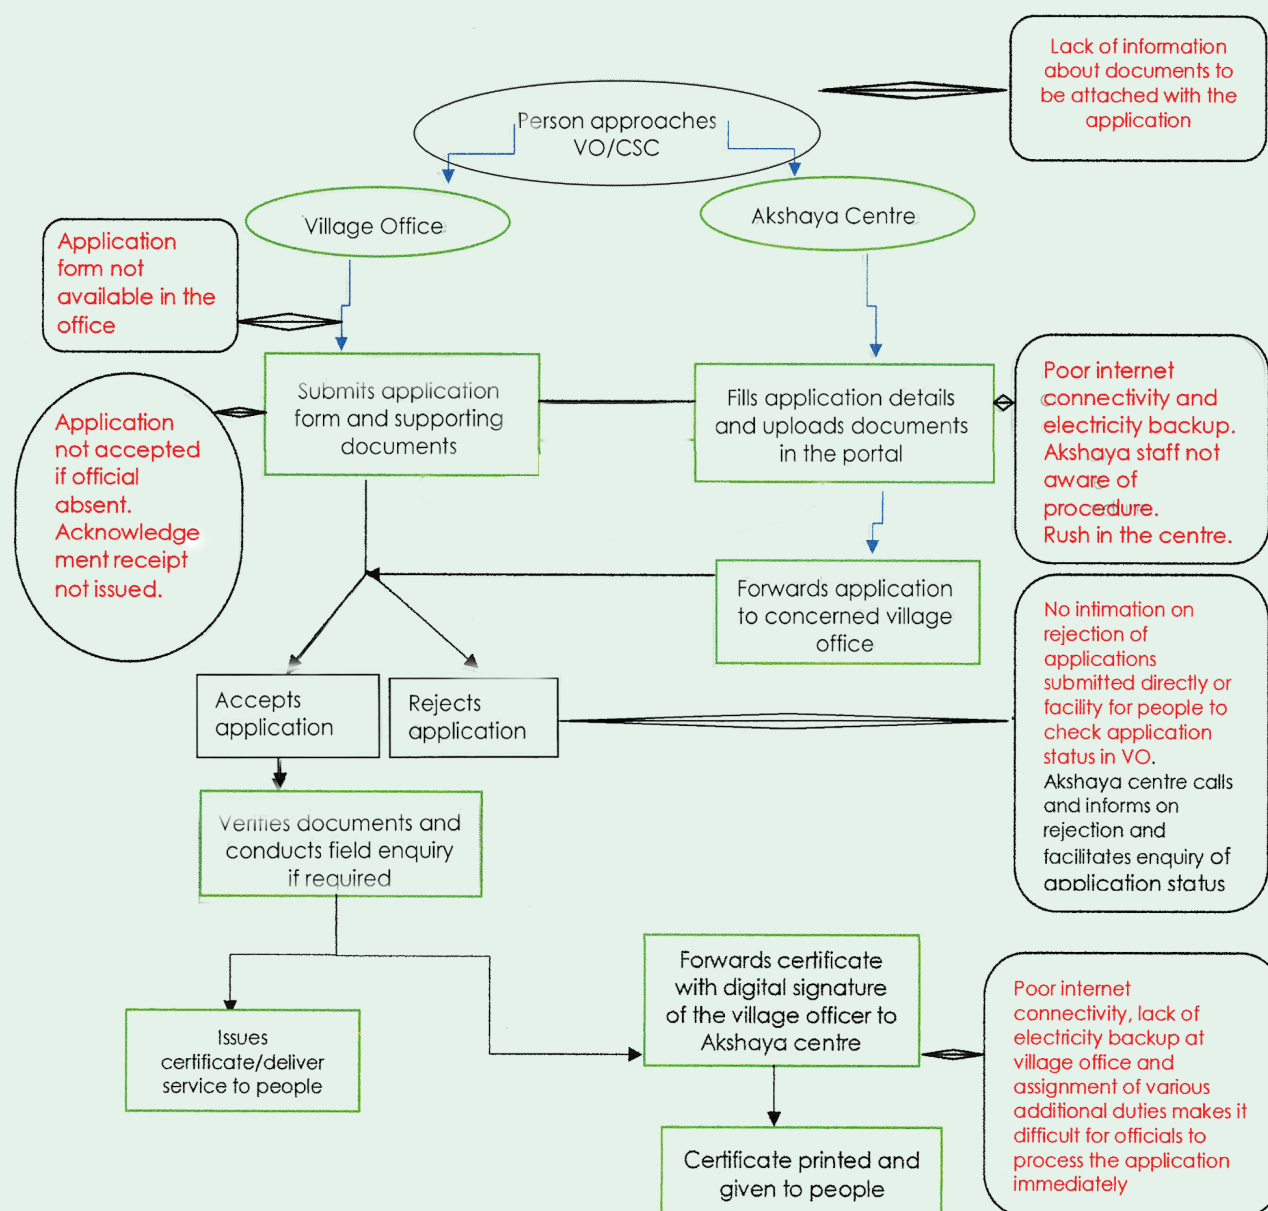 Lack of information
about documents to
be attached with the
application
Person approaches
VO/CSC
Village Office
Akshaya Centre
Application
form not
available in the
office
Submits application
form and supporting
documents
Fills application details
and uploads documents
in the portal
Poor internet
connectivity and
electricity backup.
Akshaya staff not
aware of
procedure.
Rush in the centre.
Application
not accepted
if official
absent.
Acknowledge
ment receipt
not issued.
Forwards application
to concerned village
office
No intimation on
rejection of
applications
submitted directly or
facility for people to
check application
status in VO.
Akshaya centre calls
and informs on
rejection and
facilitates enquiry of
application status
Accepts
application
Rejects
application
Verifies documents and
conducts field enquiry
if required
Issues
certificate/deliver
service to people
Forwards certificate
with digital signature
of the village officer to
Akshaya centre
Poor internet
connectivity, lack of
electricity backup at
village office and
assignment of various
additional duties makes it
difficult for officials to
process the application
immediately
Certificate printed and
given to people